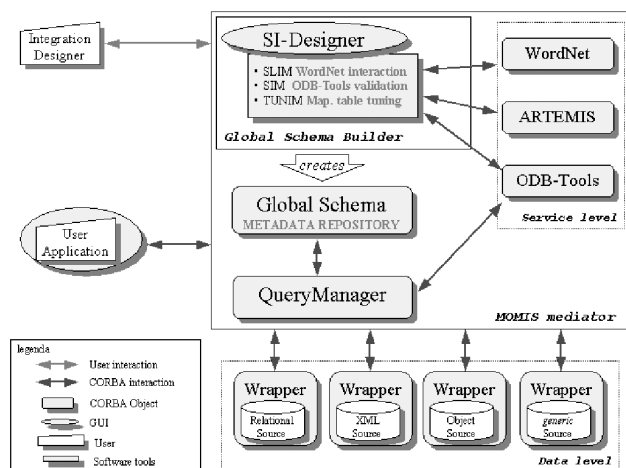 Integration
Designer
SI-Designer
• SLIM WordNet interaction
• SIM ODB-Tools validation
• TUNIM Map. table tuning
Global Schema Builder
WordNet
ARTEMIS
ODB-Tools
Service level
creates
Global Schema
METADATA REPOSITORY
User
Application
QueryManager
MOMIS mediator
legenda
User interaction
CORBA interaction
CORBA Object
GUI
User
Software tools
Wrapper
Relational
Source
Wrapper
XML
Source
Wrapper
Object
Source
Wrapper
generic
Source
Data level